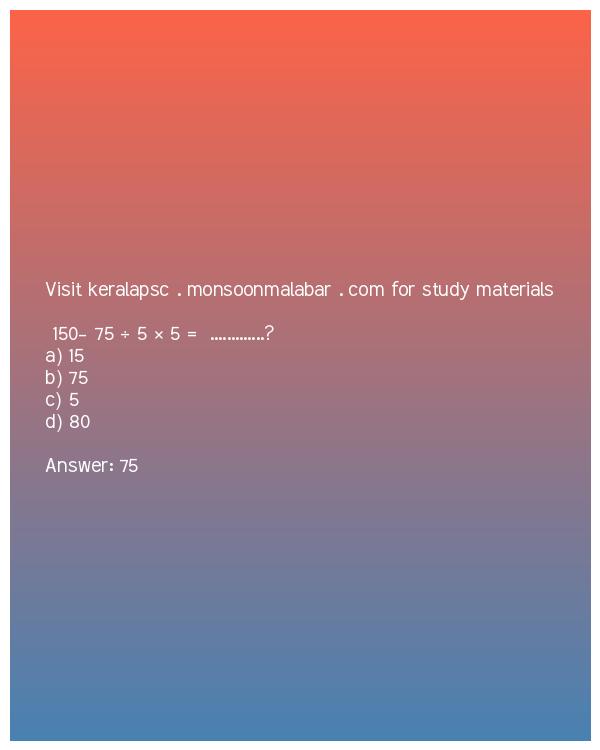 Visit keralapsc . monsoonmalabar . com for study materials
150- 75 ÷ 5 × 5 = .............?
a) 15
b) 75
c) 5
d) 80
Answer: 75